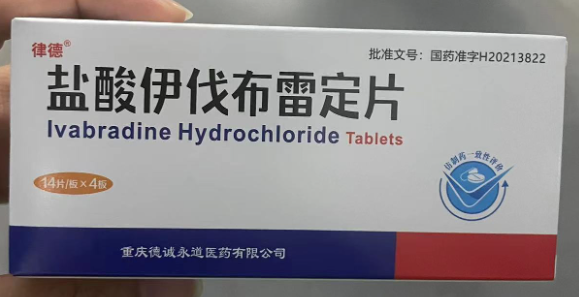 律德®
批准文号：国药准字H20213822
盐酸伊伐布雷定片
Ivabradine Hydrochloride Tablets
仿制药一致性评价
14片/板×4板
重庆德诚永道医药有限公司